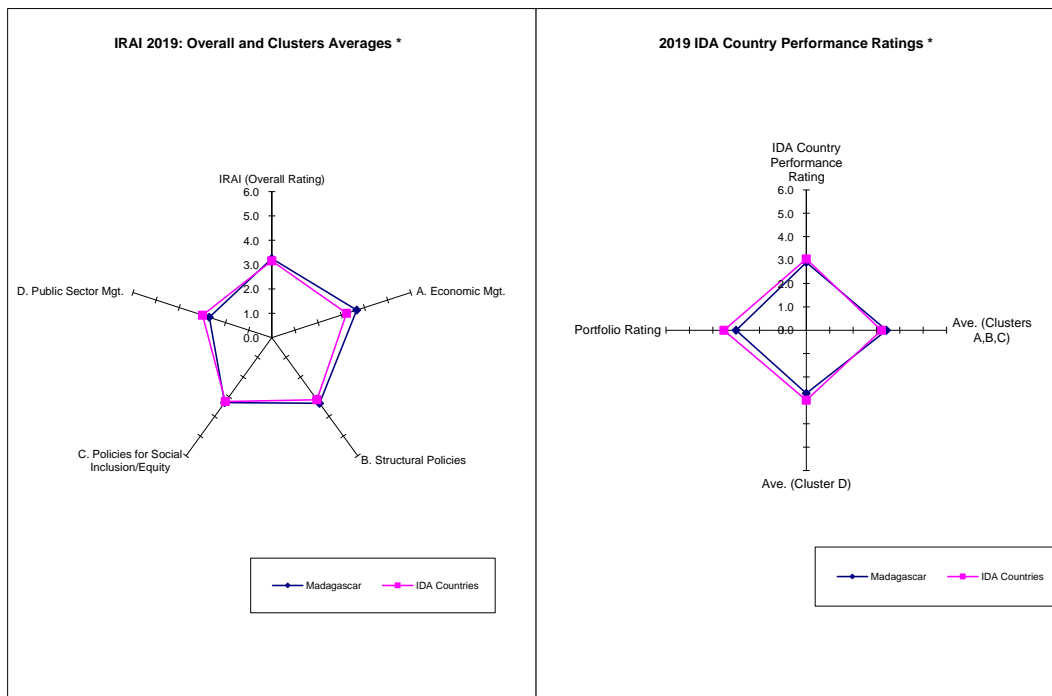 IRAI 2019: Overall and Clusters Averages *
IRAI (Overall Rating)
6.0
5.0
4.0
3.0
2.0
1.0
0.0
A. Economic Mgt.
B. Structural Policies
C. Policies for Social
Inclusion/Equity
D. Public Sector Mgt.
Madagascar
IDA Countries
2019 IDA Country Performance Ratings *
IDA Country
Performance
Rating
6.0
5.0
4.0
3.0
2.0
1.0
0.0
Ave. (Clusters
A,B,C)
Ave. (Cluster D)
Portfolio Rating
Madagascar
IDA Countries